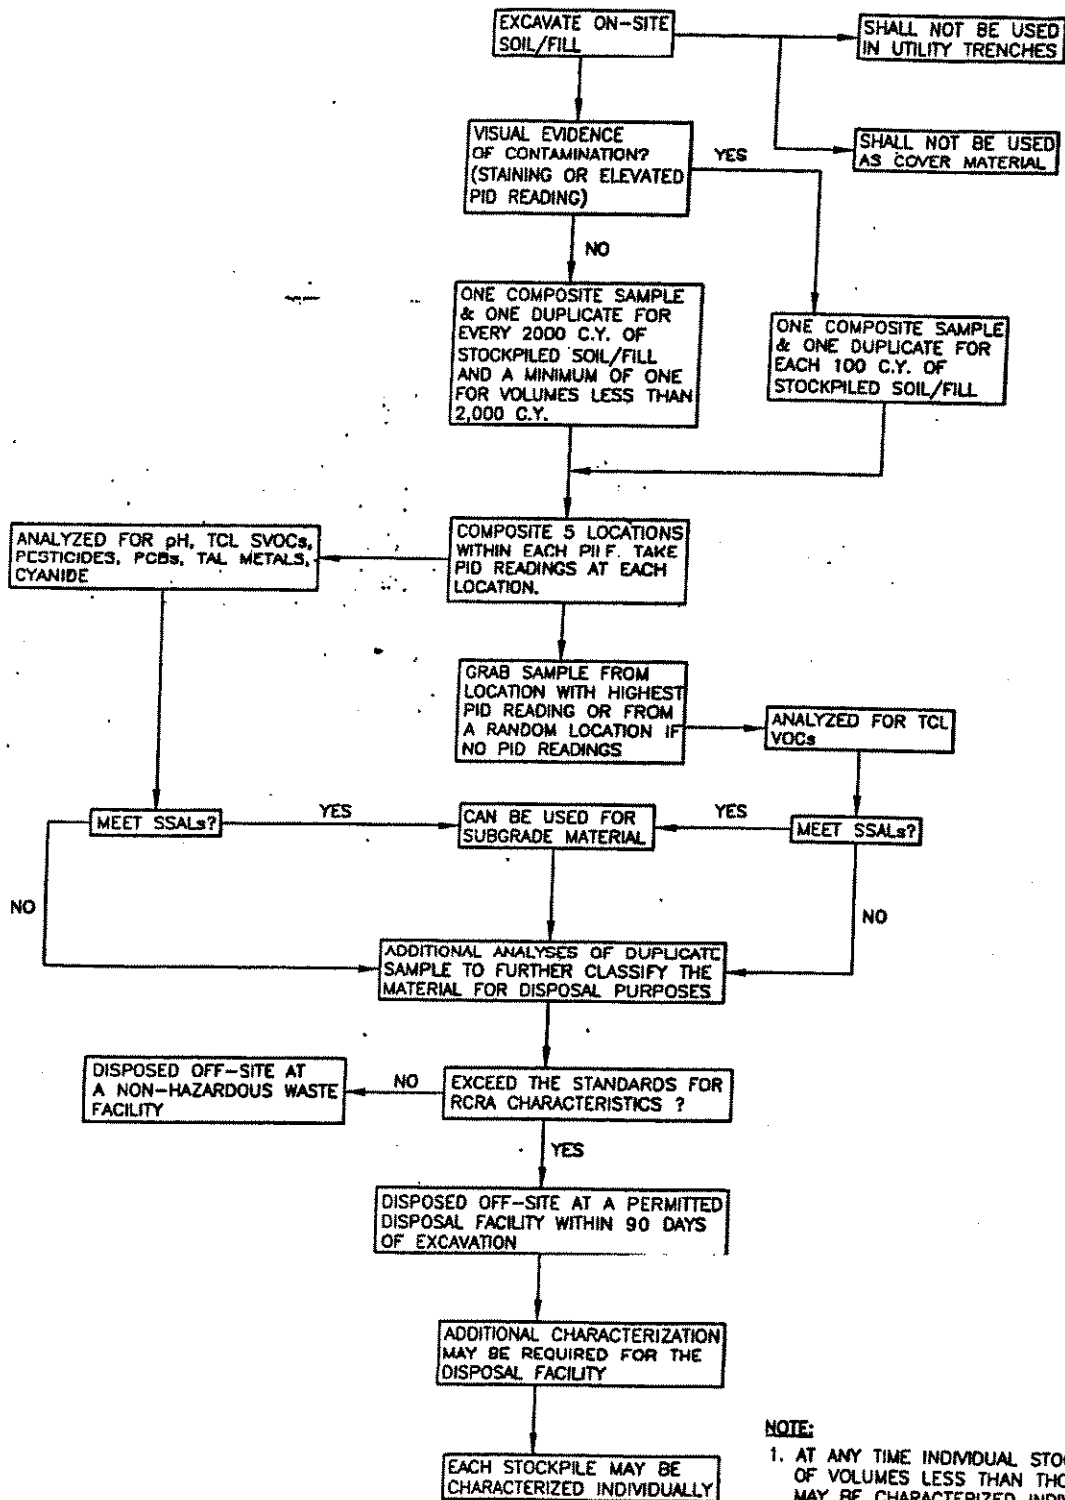 EXCAVATE ON-SITE
SOIL/FILL
SHALL NOT BE USED
IN UTILITY TRENCHES
VISUAL EVIDENCE
OF CONTAMINATION?
(STAINING OR ELEVATED
PID READING)
YES
SHALL NOT BE USED
AS COVER MATERIAL
NO
ONE COMPOSITE SAMPLE
& ONE DUPLICATE FOR
EVERY 2000 C.Y. OF
STOCKPILED SOIL/FILL
AND A MINIMUM OF ONE
FOR VOLUMES LESS THAN
2,000 C.Y.
ONE COMPOSITE SAMPLE
& ONE DUPLICATE FOR
EACH 100 C.Y. OF
STOCKPILED SOIL/FILL
ANALYZED FOR pH, TCL SVOCs,
PESTICIDES, PCBs, TAL METALS,
CYANIDE
COMPOSITE 5 LOCATIONS
WITHIN EACH PILE. TAKE
PID READINGS AT EACH
LOCATION.
GRAB SAMPLE FROM
LOCATION WITH HIGHEST
PID READING OR FROM
A RANDOM LOCATION IF
NO PID READINGS
ANALYZED FOR TCL
VOCs
MEET SSALs?
YES
CAN BE USED FOR
SUBGRADE MATERIAL
YES
MEET SSALs?
NO
NO
ADDITIONAL ANALYSES OF DUPLICATE
SAMPLE TO FURTHER CLASSIFY THE
MATERIAL FOR DISPOSAL PURPOSES
DISPOSED OFF-SITE AT
A NON-HAZARDOUS WASTE
FACILITY
NO
EXCEED THE STANDARDS FOR
RCRA CHARACTERISTICS ?
YES
DISPOSED OFF-SITE AT A PERMITTED
DISPOSAL FACILITY WITHIN 90 DAYS
OF EXCAVATION
ADDITIONAL CHARACTERIZATION
MAY BE REQUIRED FOR THE
DISPOSAL FACILITY
EACH STOCKPILE MAY BE
CHARACTERIZED INDIVIDUALLY
NOTE:
1. AT ANY TIME INDIVIDUAL
OF VOLUMES LESS THAN
MAY BE CHARACTERIZED